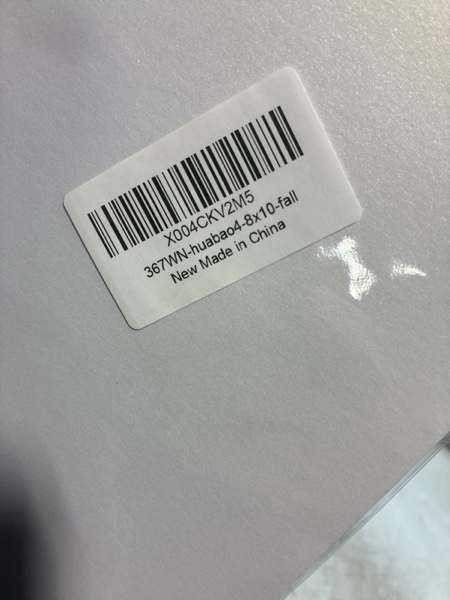 X004CKV2M5
367WN-huabao4-8x10-fall
New Made in China